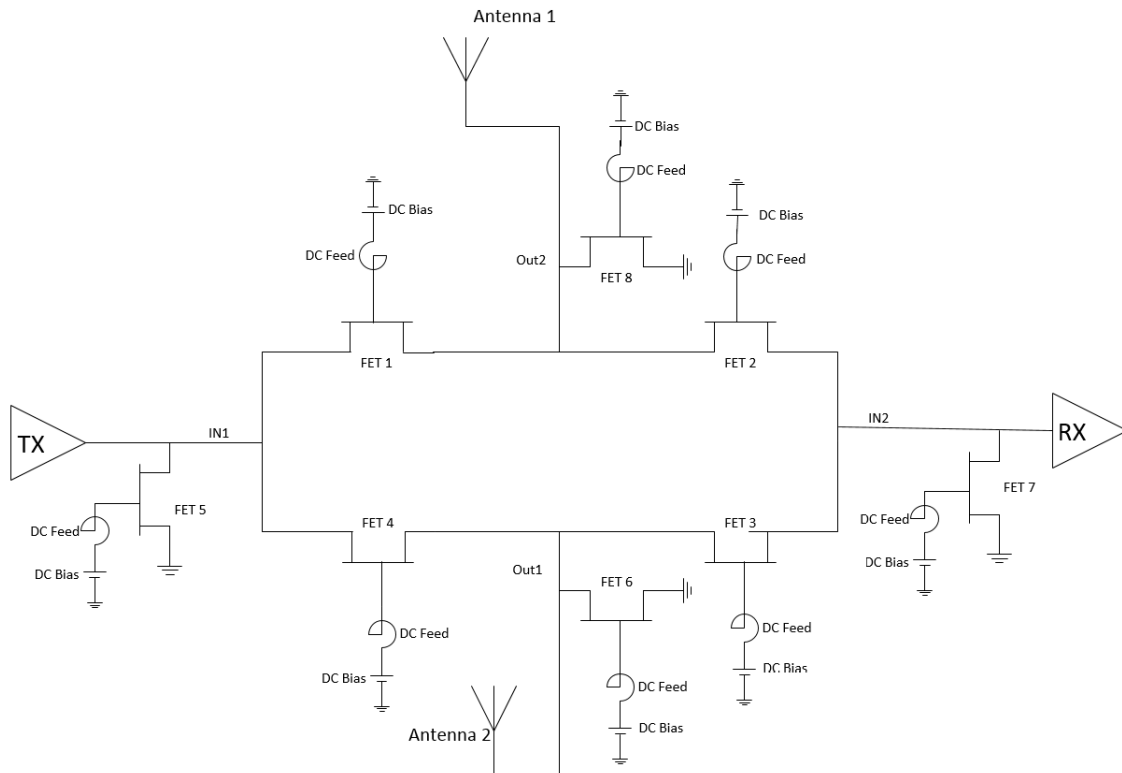 Antenna 1
DC Bias
DC Feed
DC Bias
DC Feed
DC Bias
DC Feed
Out2
FET 8
FET 1
FET 2
TX
IN1
IN2
RX
FET 5
DC Feed
DC Bias
FET 7
DC Feed
DC Bias
FET 4
FET 3
Out1
FET 6
DC Feed
DC Bias
DC Feed
DC Bias
DC Feed
DC Bias
Antenna 2